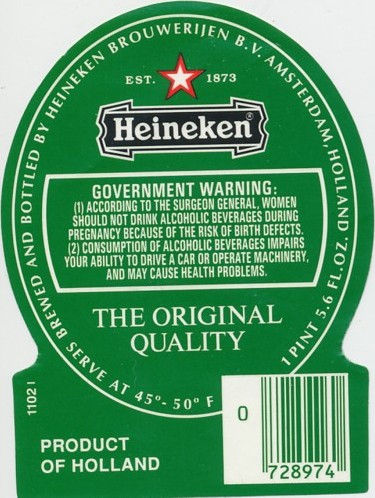 BREWED AND BOTTLED BY HEINEKEN BROUWERIJEN B.V. AMSTERDAM, HOLLAND
EST. 1873
Heineken®
GOVERNMENT WARNING:
(1) ACCORDING TO THE SURGEON GENERAL, WOMEN
SHOULD NOT DRINK ALCOHOLIC BEVERAGES DURING
PREGNANCY BECAUSE OF THE RISK OF BIRTH DEFECTS.
(2) CONSUMPTION OF ALCOHOLIC BEVERAGES IMPAIRS
YOUR ABILITY TO DRIVE A CAR OR OPERATE MACHINERY,
AND MAY CAUSE HEALTH PROBLEMS.
THE ORIGINAL
QUALITY
SERVE AT 45º-50º F
1 PINT 5.6 FL. OZ
1102 I
PRODUCT
OF HOLLAND
0
728974